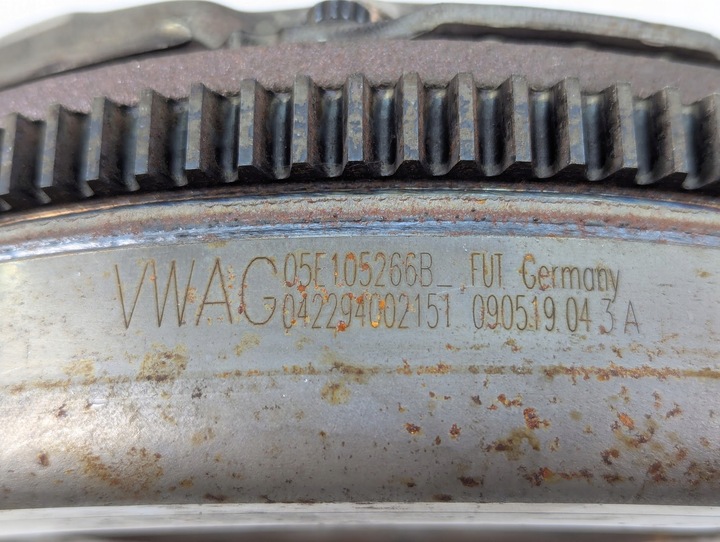 VWAG 05E105266B_ FUT Germany
042294002151 090519.04 3 A